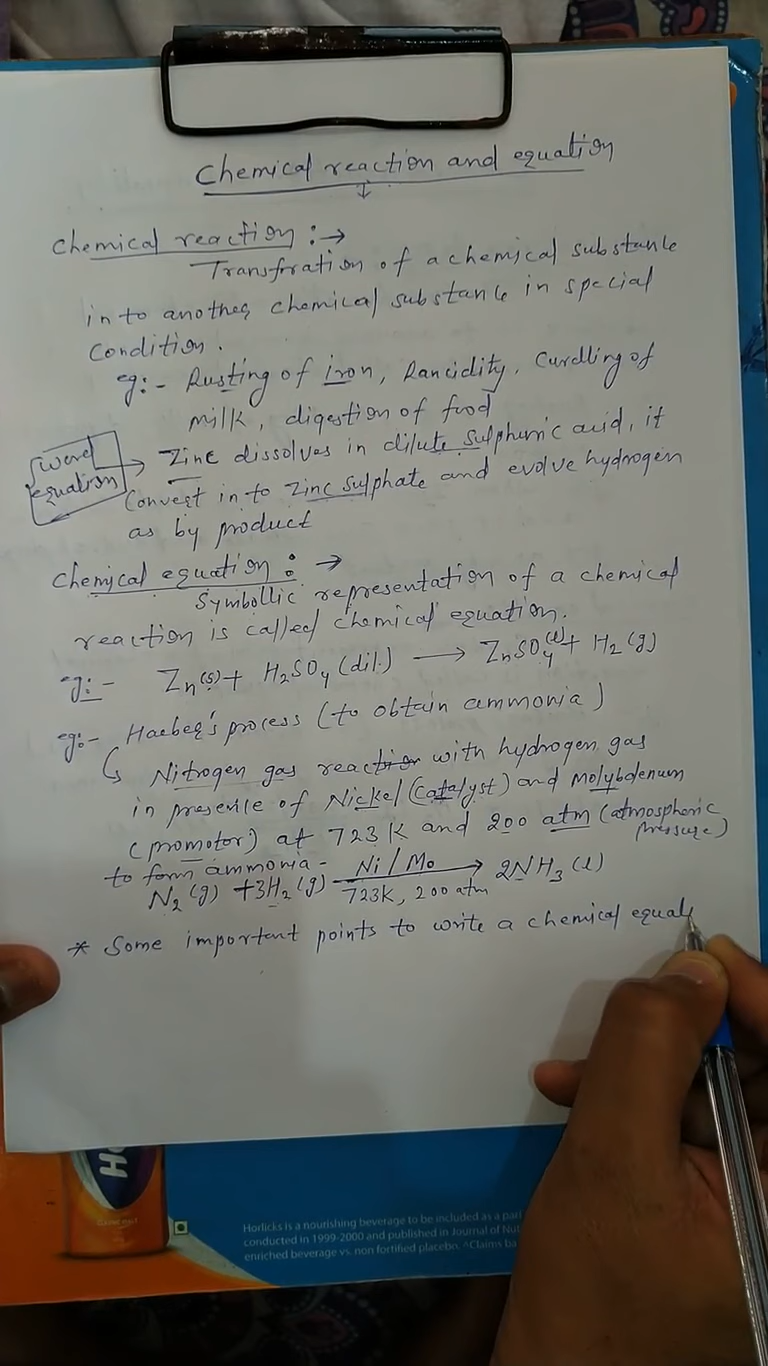 Chemical reaction and equation
↓
Chemical reaction :→
Transfration of a chemical substance
in to another chemical substance in special
Condition.
eg:- Rusting of iron, Rancidity, Curdling of
milk, digestion of food
Word
equation
Zinc dissolves in dilute sulphuric acid, it
Convert in to Zinc sulphate and evolve hydrogen
as by product
Chemical equation : →
Symbollic representation of a chemical
reaction is called chemical equation.
eg:- Zn(s) + H2SO4 (dil.) → ZnSO4(l) + H2 (g)
eg:- Haeber's process (to obtain ammonia)
Nitrogen gas reaction with hydrogen gas
in presence of Nickel (Catalyst) and Molybdenum
(promotor) at 723 K and 200 atm (atmospheric
pressure)
to form ammonia -
N2 (g) + 3H2 (g) Ni / Mo → 2NH3 (l)
723K, 200 atm
* Some important points to write a chemical equat
Ho
CLASSIC MALT
Horlicks is a nourishing beverage to be included as a part
conducted in 1999-2000 and published in Journal of Nut
enriched beverage vs. non fortified placebo. ^Claims ba